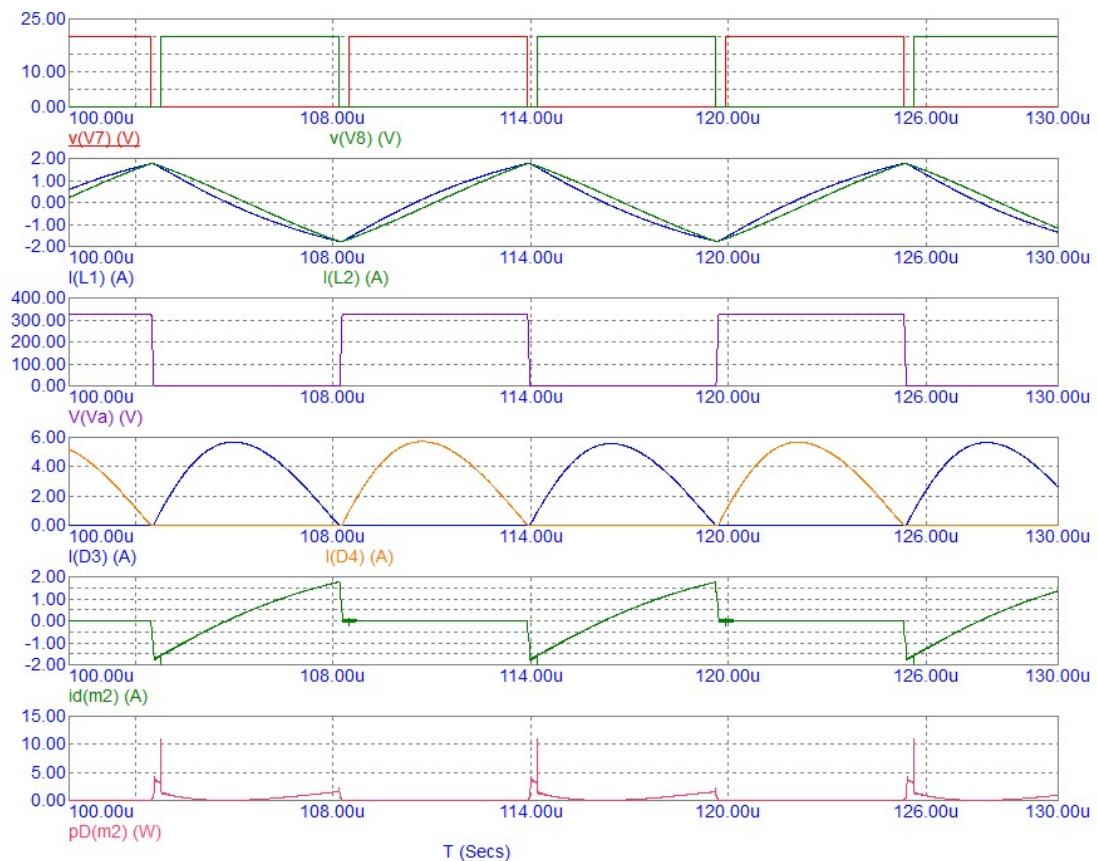 25.00
10.00
0.00
100.00u 108.00u 114.00u 120.00u 126.00u 130.00u
v(V7) (V) v(V8) (V)
2.00
1.00
0.00
-1.00
-2.00
100.00u 108.00u 114.00u 120.00u 126.00u 130.00u
I(L1) (A) I(L2) (A)
400.00
300.00
200.00
100.00
0.00
100.00u 108.00u 114.00u 120.00u 126.00u 130.00u
V(Va) (V)
6.00
4.00
2.00
0.00
100.00u 108.00u 114.00u 120.00u 126.00u 130.00u
I(D3) (A) I(D4) (A)
2.00
1.00
0.00
-1.00
-2.00
100.00u 108.00u 114.00u 120.00u 126.00u 130.00u
id(m2) (A)
15.00
10.00
5.00
0.00
100.00u 108.00u 114.00u 120.00u 126.00u 130.00u
pD(m2) (W)
T (Secs)